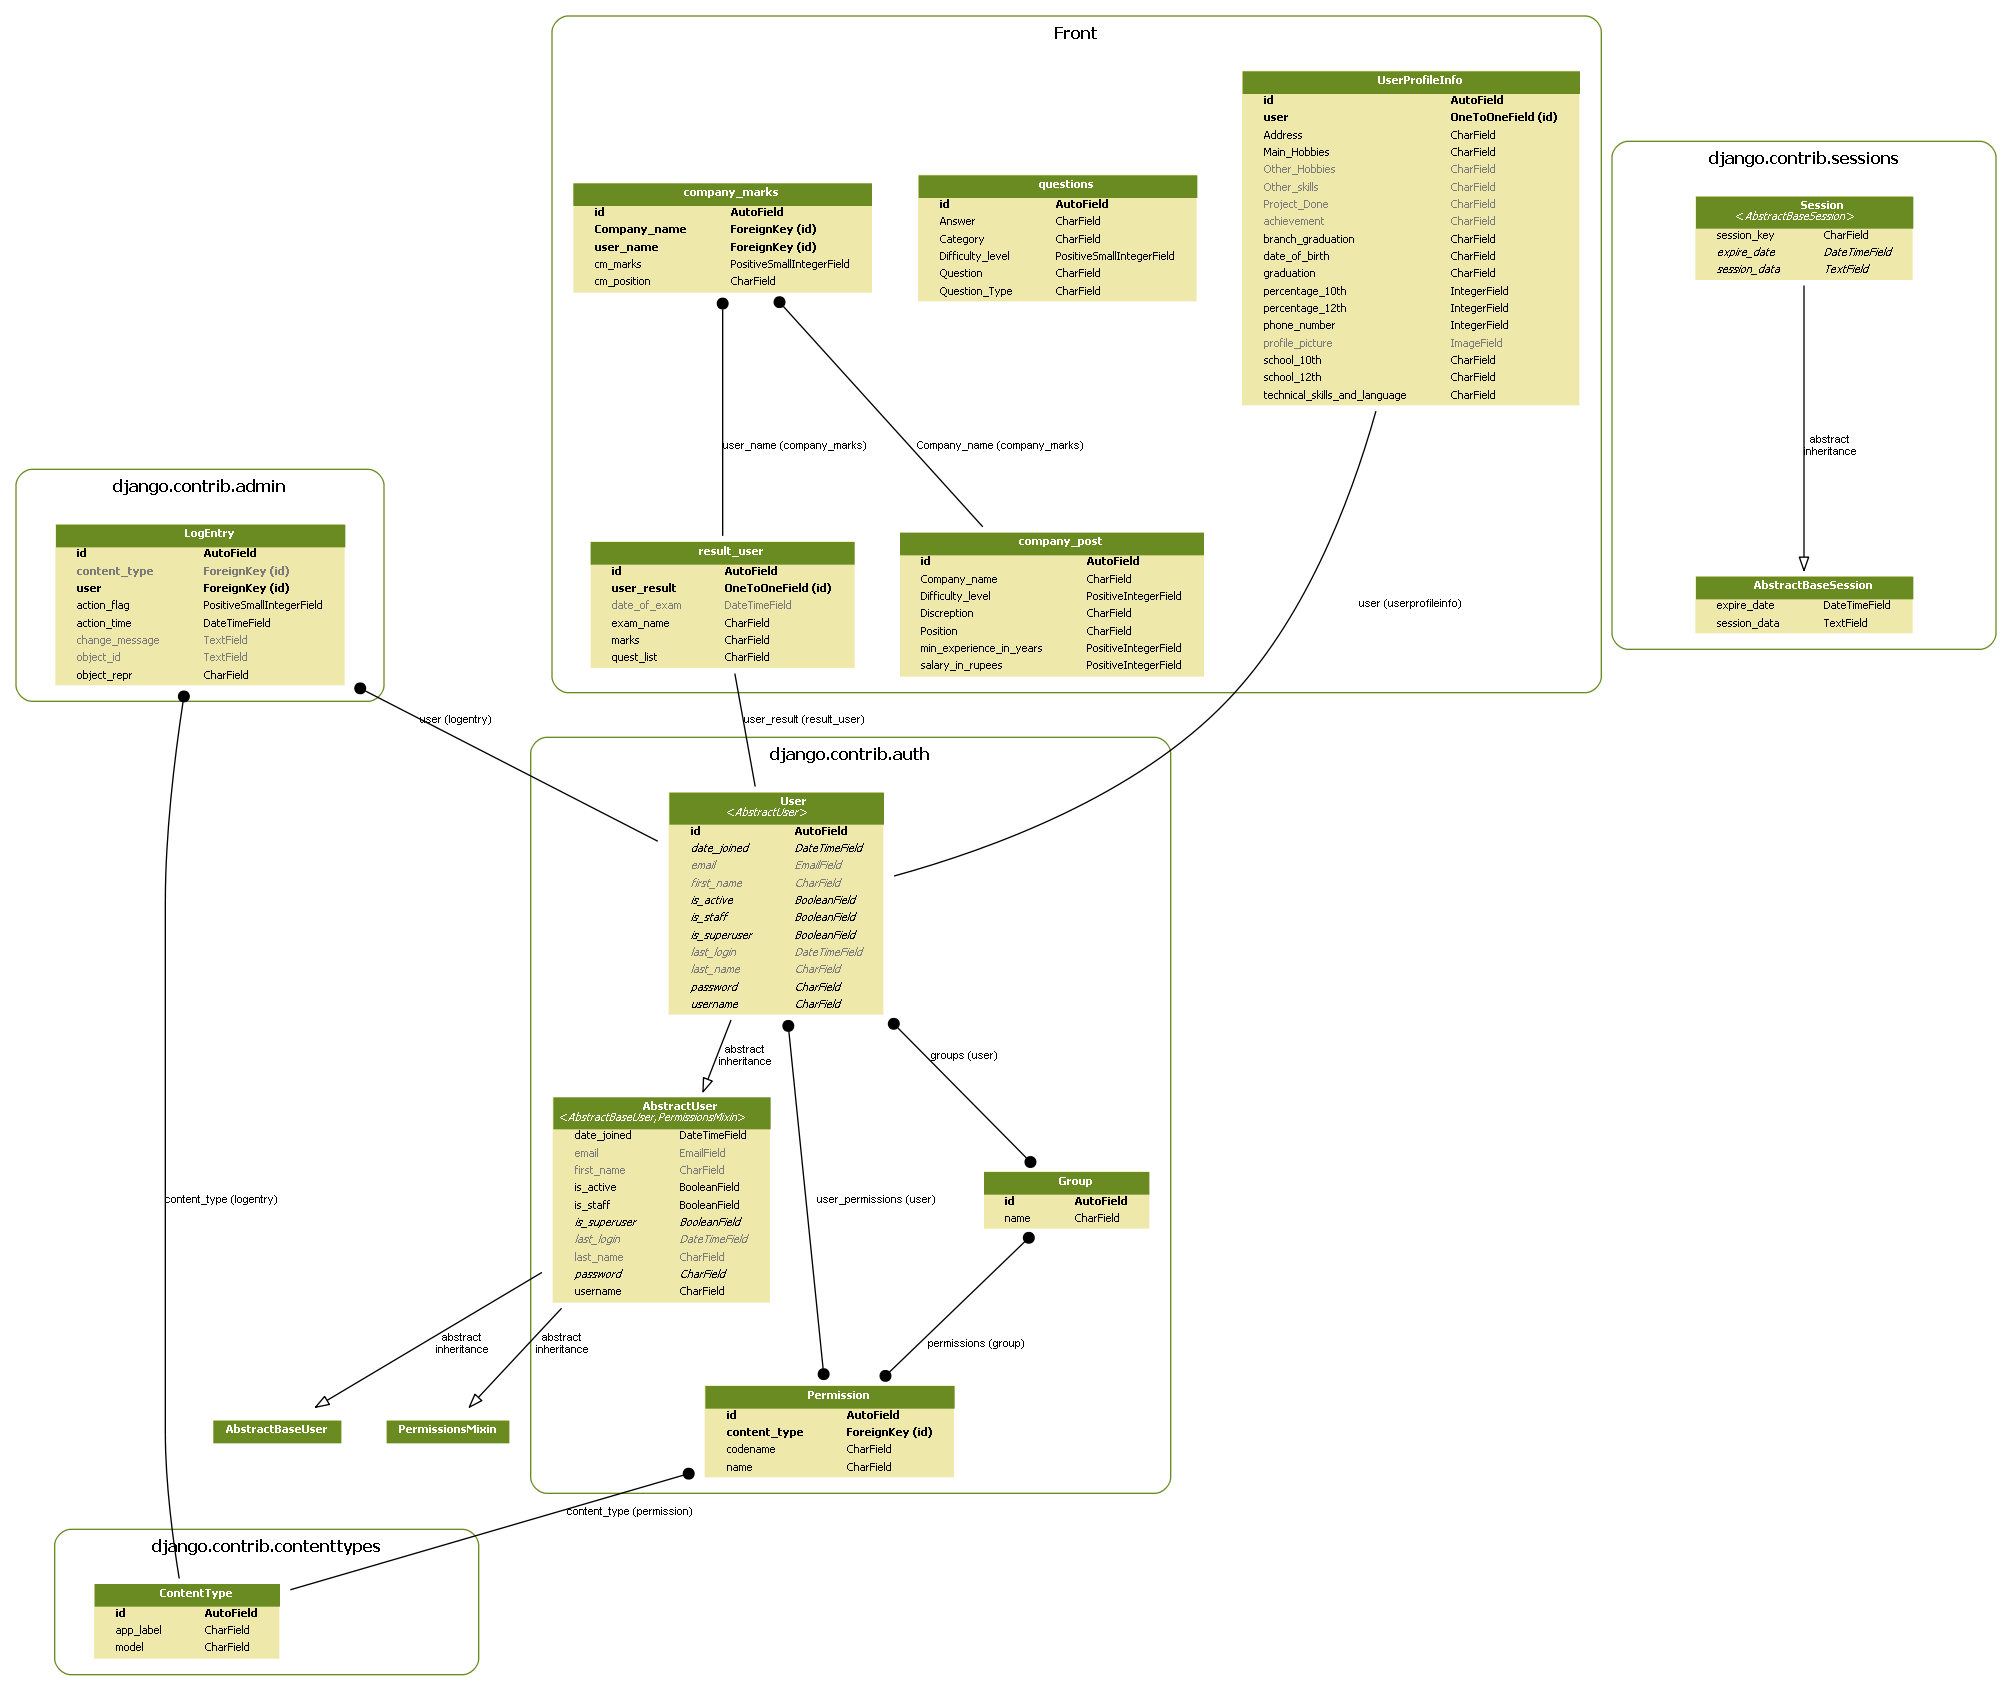 Front
UserProfileInfo
id AutoField
user OneToOneField (id)
Address CharField
Main_Hobbies CharField
Other_Hobbies CharField
Other_skills CharField
Project_Done CharField
achievement CharField
branch_graduation CharField
date_of_birth CharField
graduation CharField
percentage_10th IntegerField
percentage_12th IntegerField
phone_number IntegerField
profile_picture ImageField
school_10th CharField
school_12th CharField
technical_skills_and_language CharField
company_marks
id AutoField
Company_name ForeignKey (id)
user_name ForeignKey (id)
cm_marks PositiveSmallIntegerField
cm_position CharField
questions
id AutoField
Answer CharField
Category CharField
Difficulty_level PositiveSmallIntegerField
Question CharField
Question_Type CharField
django.contrib.sessions
Session
<AbstractBaseSession>
session_key CharField
expire_date DateTimeField
session_data TextField
user_name (company_marks)
Company_name (company_marks)
abstract
inheritance
django.contrib.admin
LogEntry
id AutoField
content_type ForeignKey (id)
user ForeignKey (id)
action_flag PositiveSmallIntegerField
action_time DateTimeField
change_message TextField
object_id TextField
object_repr CharField
result_user
id AutoField
user_result OneToOneField (id)
date_of_exam DateTimeField
exam_name CharField
marks CharField
quest_list CharField
company_post
id AutoField
Company_name CharField
Difficulty_level PositiveIntegerField
Discreption CharField
Position CharField
min_experience_in_years PositiveIntegerField
salary_in_rupees PositiveIntegerField
user (userprofileinfo)
AbstractBaseSession
expire_date DateTimeField
session_data TextField
user (logentry)
user_result (result_user)
django.contrib.auth
User
<AbstractUser>
id AutoField
date_joined DateTimeField
email EmailField
first_name CharField
is_active BooleanField
is_staff BooleanField
is_superuser BooleanField
last_login DateTimeField
last_name CharField
password CharField
username CharField
abstract
inheritance
groups (user)
AbstractUser
<AbstractBaseUser,PermissionsMixin>
date_joined DateTimeField
email EmailField
first_name CharField
is_active BooleanField
is_staff BooleanField
is_superuser BooleanField
last_login DateTimeField
last_name CharField
password CharField
username CharField
content_type (logentry)
user_permissions (user)
Group
id AutoField
name CharField
abstract
inheritance
abstract
inheritance
permissions (group)
AbstractBaseUser
PermissionsMixin
Permission
id AutoField
content_type ForeignKey (id)
codename CharField
name CharField
content_type (permission)
django.contrib.contenttypes
ContentType
id AutoField
app_label CharField
model CharField